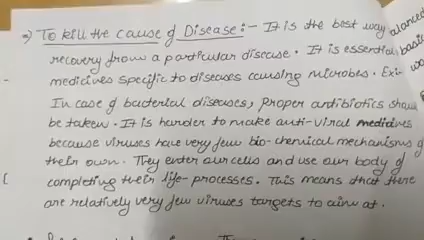 ⇒) To kill the cause of Disease:- It is the best way alanced
recovery from a particular disease. It is essential, basic
medicines specific to diseases causing microbes. Ex:-
In case of bacterial diseases, proper antibiotics shou
be taken. It is harder to make anti-viral medicines
because viruses have very few bio-chemical mechanisms of
their own. They enter our cells and use our body of
completing their life-processes. This means that there
are relatively very few viruses targets to aim at.